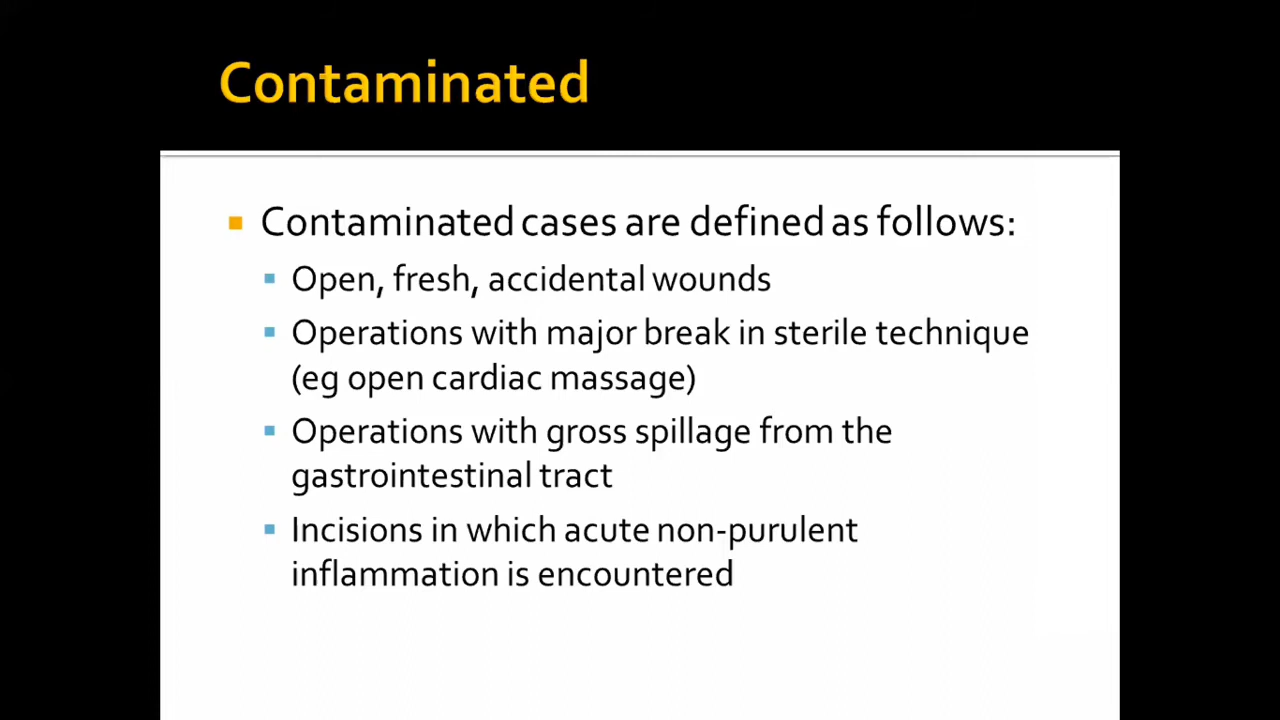 Contaminated
Contaminated cases are defined as follows:
Open, fresh, accidental wounds
Operations with major break in sterile technique
(eg open cardiac massage)
Operations with gross spillage from the
gastrointestinal tract
Incisions in which acute non-purulent
inflammation is encountered